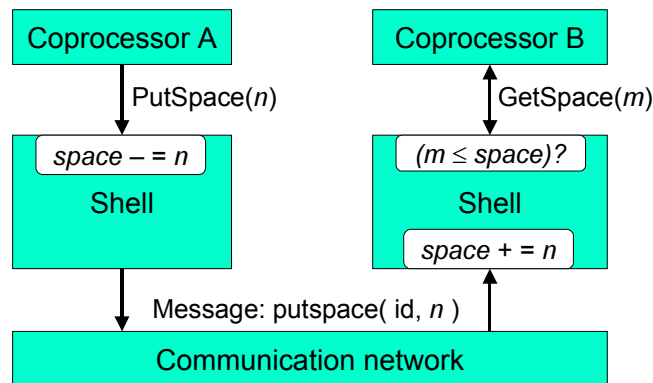 Coprocessor A
Coprocessor B
PutSpace(n)
GetSpace(m)
space – = n
(m ≤ space)?
Shell
Shell
space + = n
Message: putspace( id, n )
Communication network